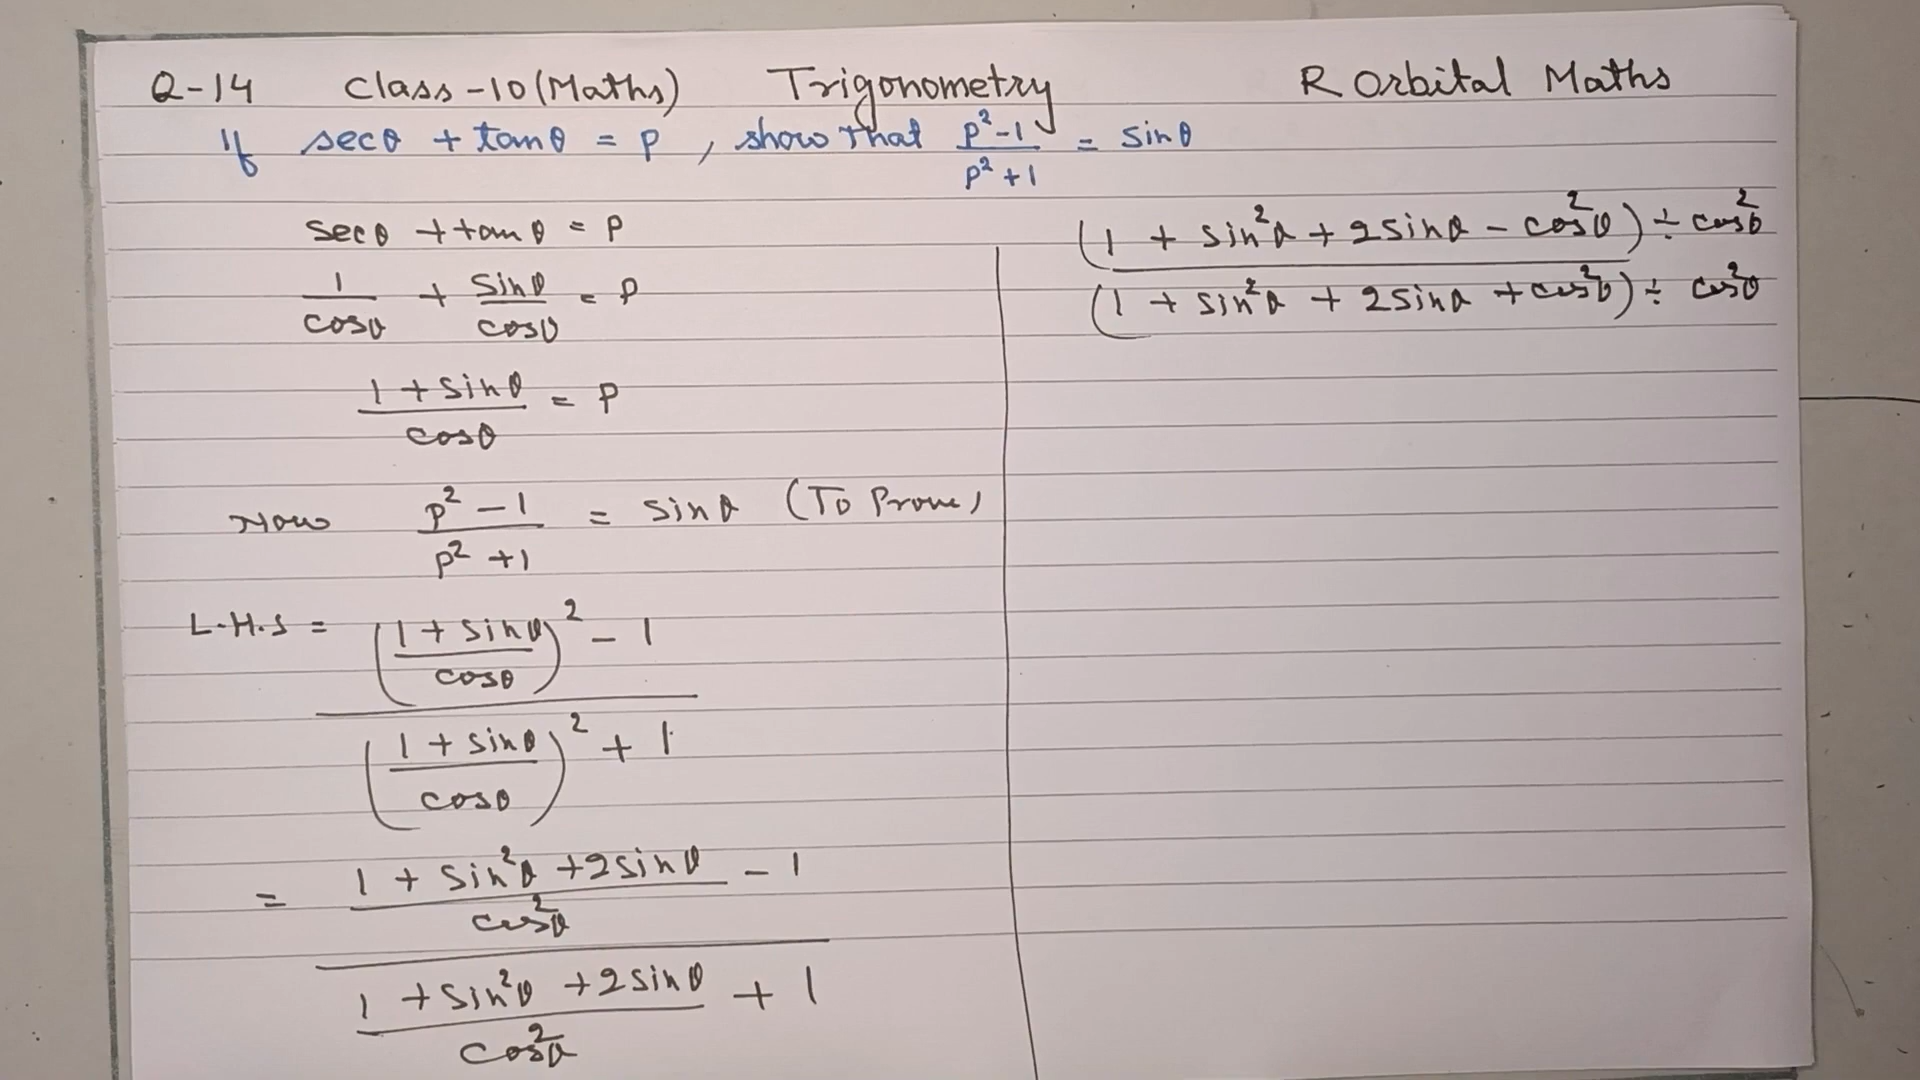 Q-14 Class-10 (Maths) Trigonometry R Orbital Maths
If secθ + tanθ = p, show that p²-1 / p²+1 = sinθ
secθ + tanθ = p
1/cosθ + sinθ/cosθ = p
1+sinθ / cosθ = p
Now p²-1 / p²+1 = sinθ (To Prove)
L.H.S = (1+sinθ / cosθ)² - 1
(1+sinθ / cosθ)² + 1
= 1 + sin²θ + 2sinθ / cos²θ - 1
1 + sin²θ + 2sinθ / cos²θ + 1
(1 + sin²θ + 2sinθ - cos²θ) ÷ cos²θ
(1 + sin²θ + 2sinθ + cos²θ) ÷ cos²θ